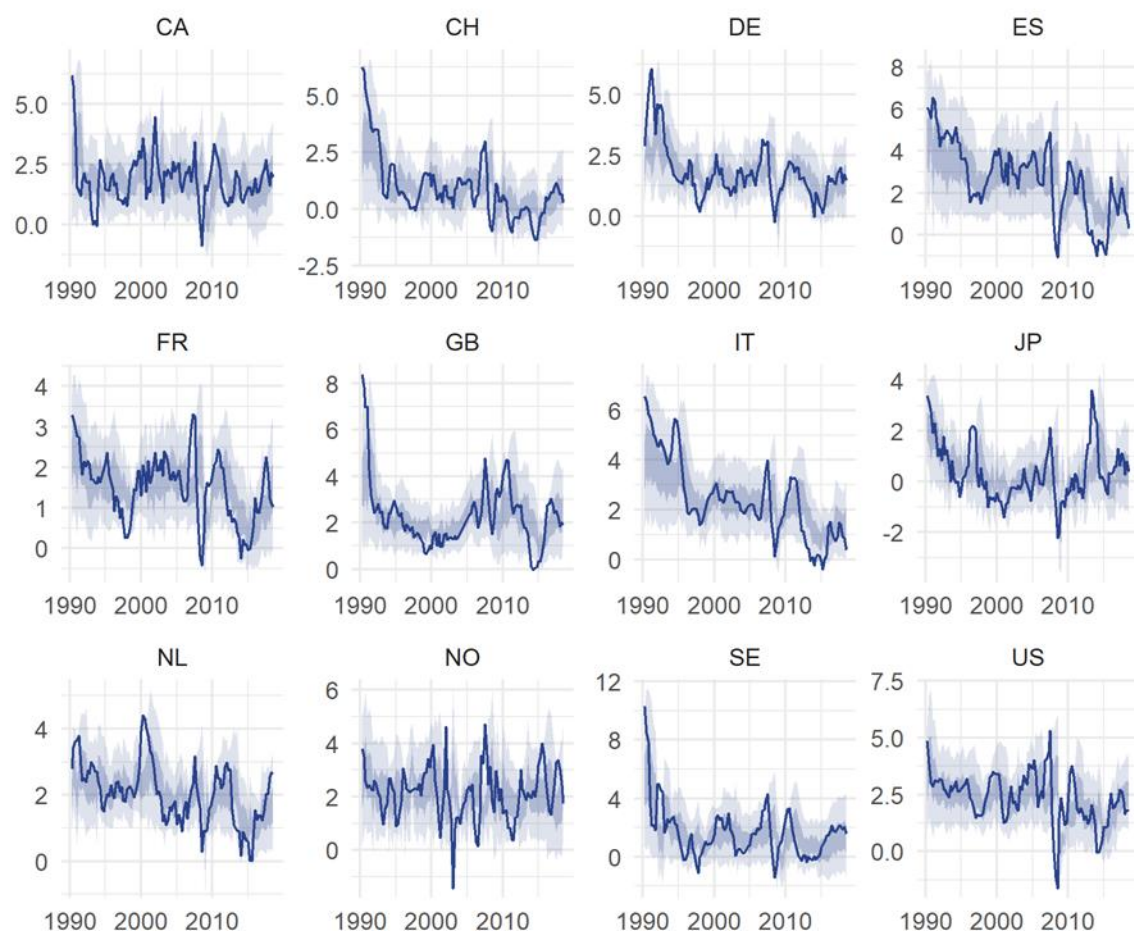 CA CH DE ES
5.0 5.0 5.0 8
2.5 2.5 2.5 6
0.0 0.0 0.0 4
-2.5 2
0
1990 2000 2010 1990 2000 2010 1990 2000 2010 1990 2000 2010
FR GB IT JP
4 8 6 4
3 6 4 2
2 4 2 0
1 2 0 -2
0 0
1990 2000 2010 1990 2000 2010 1990 2000 2010 1990 2000 2010
NL NO SE US
4 6 12 7.5
2 4 8 5.0
0 2 4 2.5
0 0 0.0
1990 2000 2010 1990 2000 2010 1990 2000 2010 1990 2000 2010